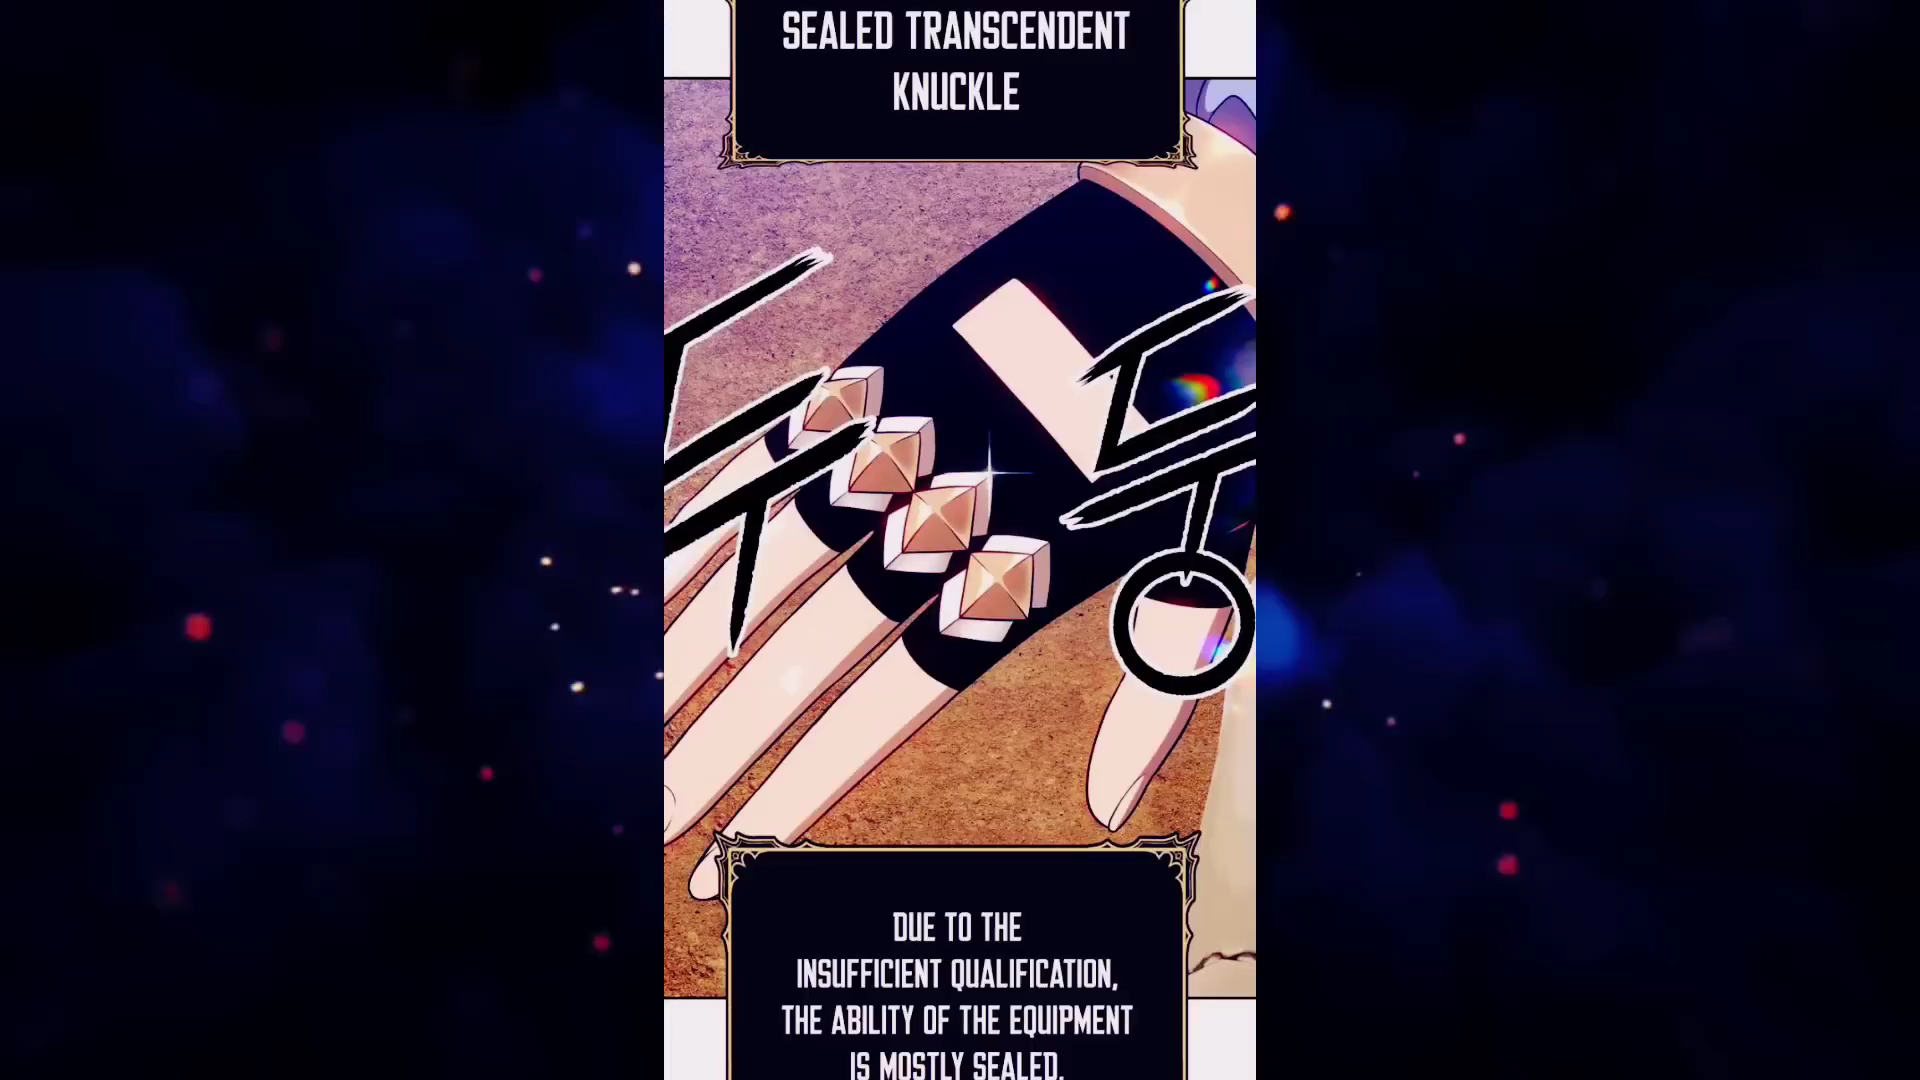 SEALED TRANSCENDENT
KNUCKLE
DUE TO THE
INSUFFICIENT QUALIFICATION,
THE ABILITY OF THE EQUIPMENT
IS MOSTLY SEALED.